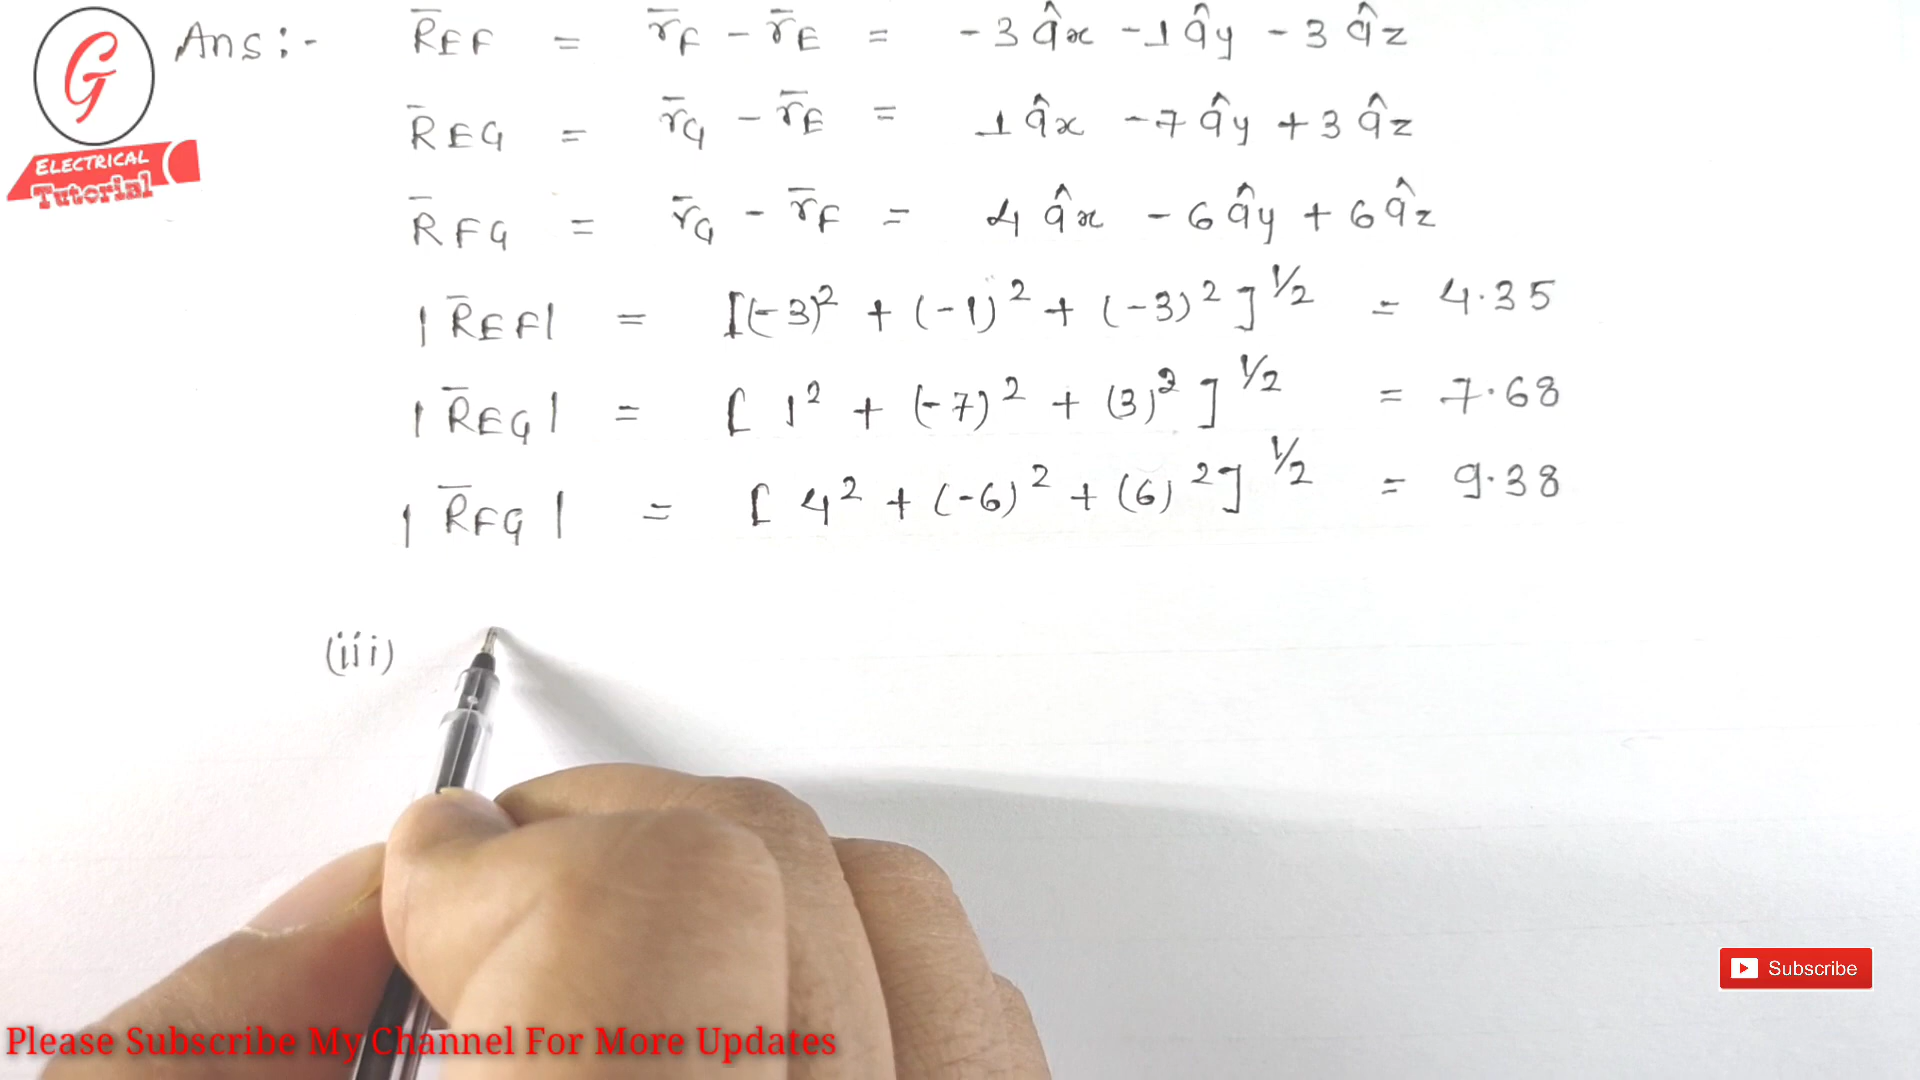 G
ELECTRICAL
Tutorial
Ans:- R̄EF = r̄F - r̄E = -3 âx -1 ây - 3 âz
R̄EG = r̄G - r̄E = 1 âx -7 ây + 3 âz
R̄FG = r̄G - r̄F = 4 âx - 6 ây + 6 âz
|R̄EF| = [(-3)² + (-1)² + (-3)²]^1/2 = 4.35
|R̄EG| = [1² + (-7)² + (3)²]^1/2 = 7.68
|R̄FG| = [4² + (-6)² + (6)²]^1/2 = 9.38
(iii)
Subscribe
Please Subscribe My Channel For More Updates